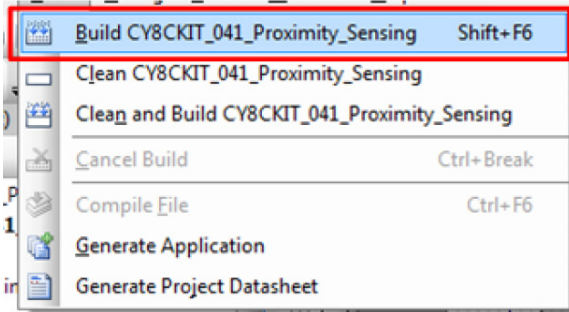 Build CY8CKIT_041_Proximity_Sensing Shift+F6
Clean CY8CKIT_041_Proximity_Sensing
Clean and Build CY8CKIT_041_Proximity_Sensing
Cancel Build Ctrl+Break
Compile File Ctrl+F6
Generate Application
Generate Project Datasheet